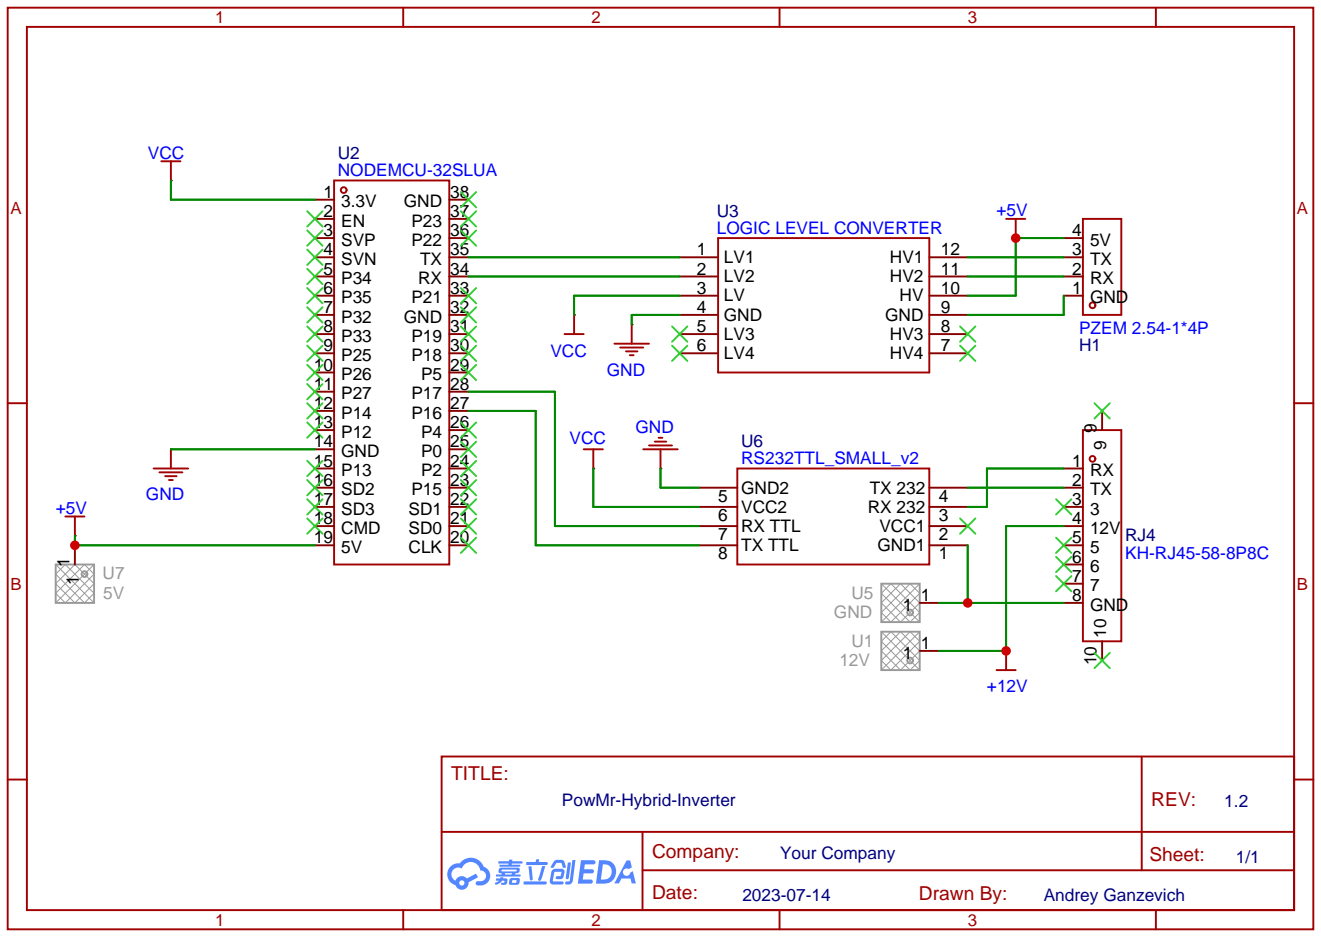 1
2
3
A
A
VCC
U2
NODEMCU-32SLUA
1
3.3V
GND
38
2
EN
P23
37
3
SVP
P22
36
4
SVN
TX
35
5
P34
RX
34
6
P35
P21
33
7
P32
GND
32
8
P33
P19
31
9
P25
P18
30
10
P26
P5
29
11
P27
P17
28
12
P14
P16
27
13
P12
P4
26
14
GND
P0
25
15
P13
P2
24
16
SD2
P15
23
17
SD3
SD1
22
18
CMD
SD0
21
19
5V
CLK
20
GND
+5V
1
1
U7
5V
U3
LOGIC LEVEL CONVERTER
1
LV1
HV1
12
2
LV2
HV2
11
3
LV
HV
10
4
GND
GND
9
5
LV3
HV3
8
6
LV4
HV4
7
VCC
GND
+5V
4
5V
3
TX
2
RX
1
GND
PZEM 2.54-1*4P
H1
VCC
GND
U6
RS232TTL_SMALL_v2
5
GND2
TX 232
4
6
VCC2
RX 232
3
7
RX TTL
VCC1
2
8
TX TTL
GND1
1
9
9
1
RX
2
TX
3
3
4
12V
5
5
6
6
7
7
8
GND
10
10
RJ4
KH-RJ45-58-8P8C
U5
GND
1
1
U1
12V
1
1
+12V
B
B
TITLE:
PowMr-Hybrid-Inverter
REV: 1.2
嘉立创EDA
Company: Your Company
Sheet: 1/1
Date: 2023-07-14
Drawn By: Andrey Ganzevich
1
2
3